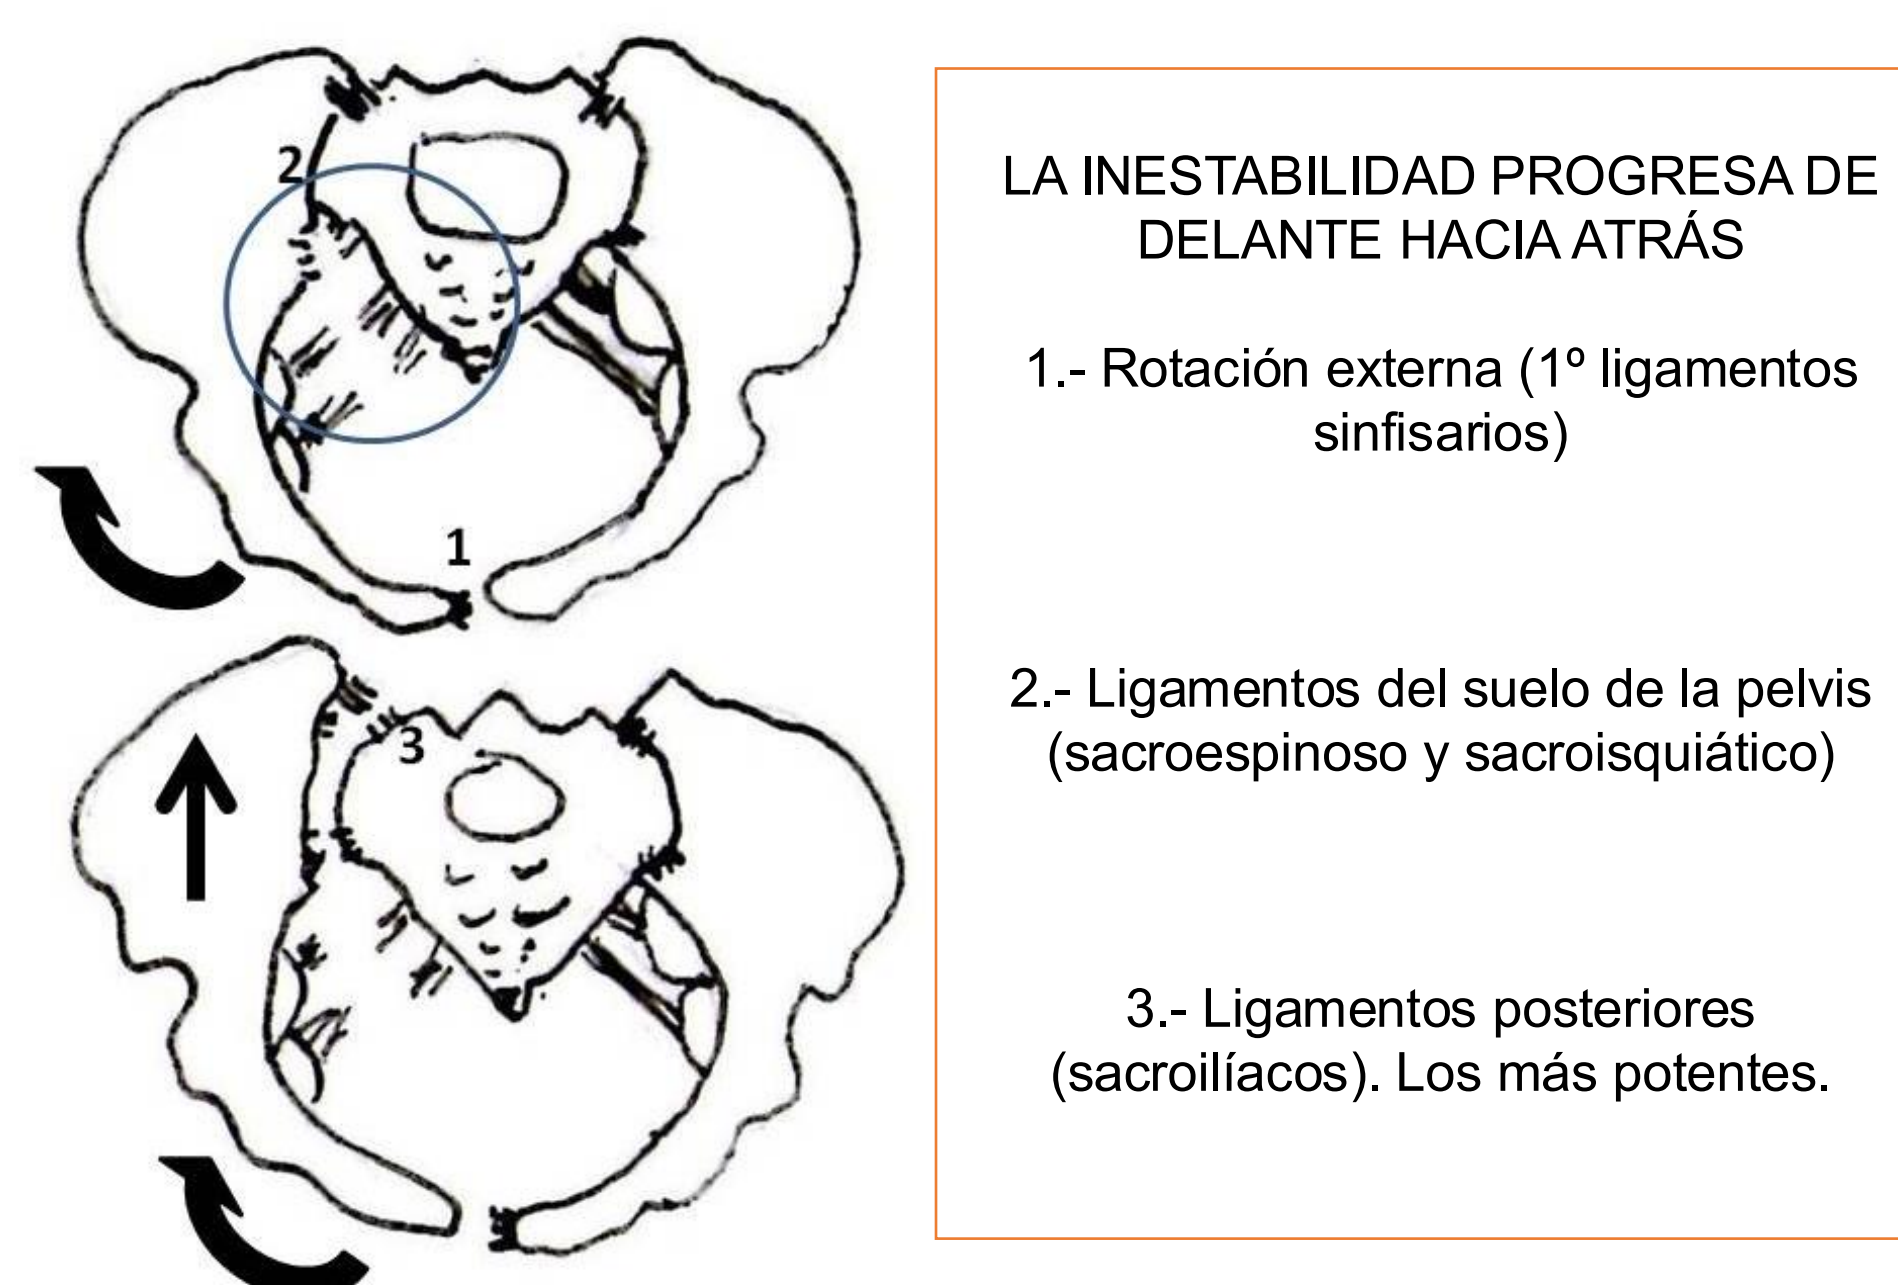 2
1
3
LA INESTABILIDAD PROGRESA DE
DELANTE HACIA ATRÁS
1.- Rotación externa (1º ligamentos
sinfisarios)
2.- Ligamentos del suelo de la pelvis
(sacroespinoso y sacroisquiático)
3.- Ligamentos posteriores
(sacroilíacos). Los más potentes.